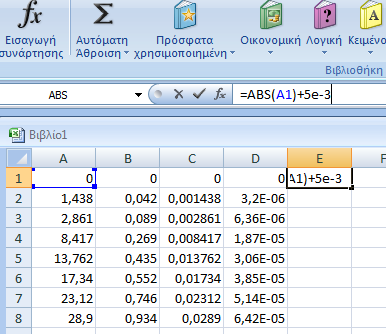 Εισαγωγή συνάρτησης
Αυτόματη Άθροιση
Πρόσφατα χρησιμοποιημένη
Οικονομική
Λογική
Κείμενο
Βιβλιοθήκη
ABS
fx
=ABS(A1)+5e-3
Βιβλίο1
A B C D E F
1 0 0 0 0 A1)+5e-3
2 1,438 0,042 0,001438 3,2E-06
3 2,861 0,089 0,002861 6,36E-06
4 8,417 0,269 0,008417 1,87E-05
5 13,762 0,435 0,013762 3,06E-05
6 17,34 0,552 0,01734 3,85E-05
7 23,12 0,746 0,02312 5,14E-05
8 28,9 0,934 0,0289 6,42E-05